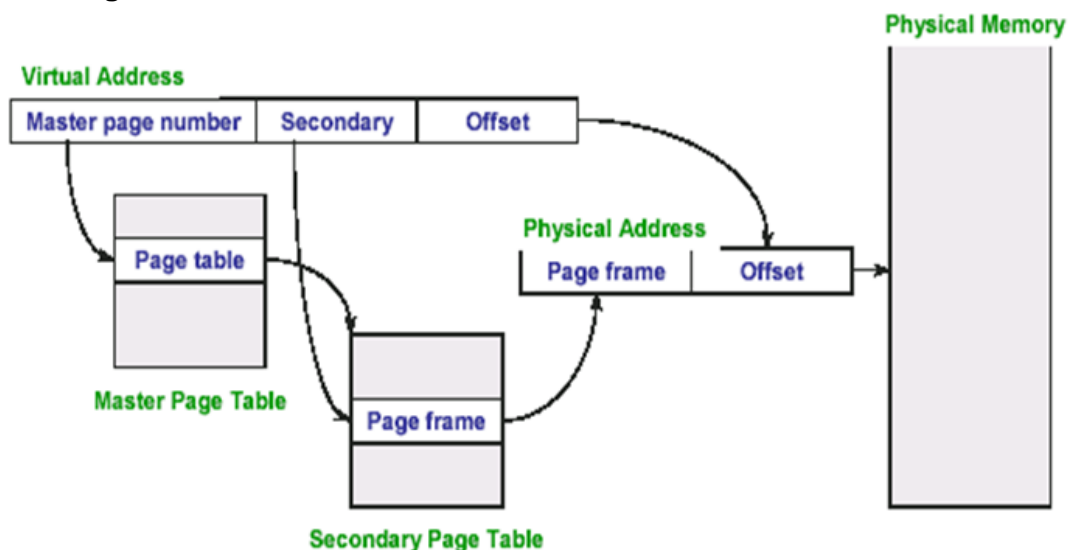 Physical Memory
Virtual Address
Master page number Secondary Offset
Physical Address
Page table
Page frame Offset
Master Page Table
Page frame
Secondary Page Table